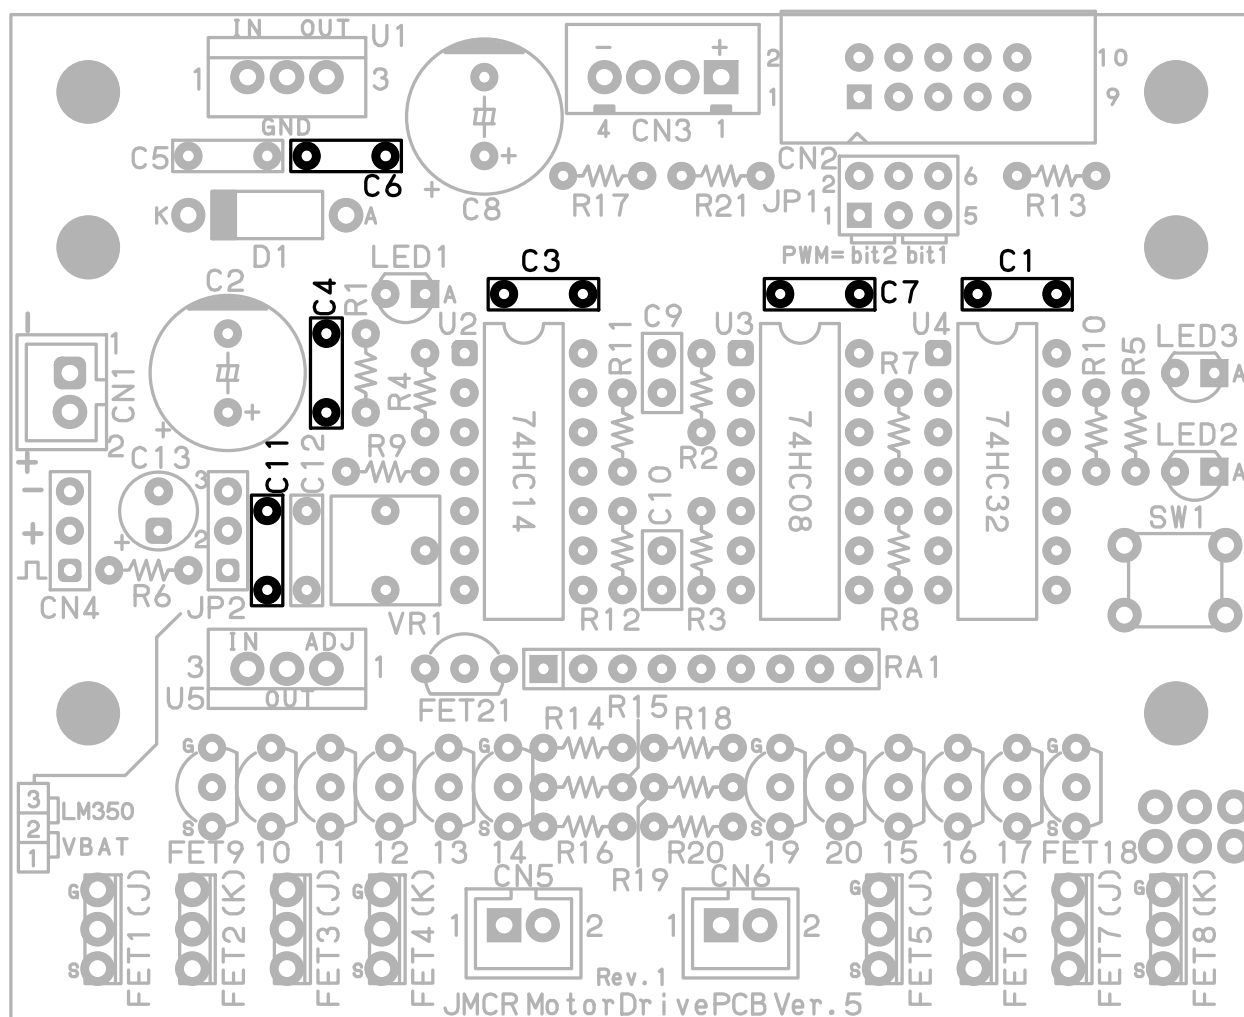 IN OUT U1
1 3
GND
C5 C6
K A
D1
C8 +
+
- +
4 CN3 1
2 10
1 9
CN2
R17 R21 JP1 2 6 R13
1 5
PWM= bit2 bit1
LED1 A
C2 C4 R1
C3 C7 C1
U2 R11 C9 U3 U4 R10 R5 LED3
- 1 CN1 2 +
R4 R7 A
74HC14 74HC08 74HC32
+ +
C13 C11 C12 R9 R2 LED2
A
- + 3 2
C10 SW1
+
CN4 R6 JP2 VR1 R12 R3 R8
IN ADJ
3 1
U5 OUT
FET21 RA1
R14 R15 R18
G G G G
3 LM350
2
1 VBAT
S S S S
FET9 10 11 12 13 14 R16 R20 19 20 15 16 17 FET18
R19
CN5 CN6
G G G G
FET1(J) FET2(K) FET3(J) FET4(K) 1 2 1 2 FET5(J) FET6(K) FET7(J) FET8(K)
S S S S
Rev.1
JMCR MotorDrivePCB Ver.5